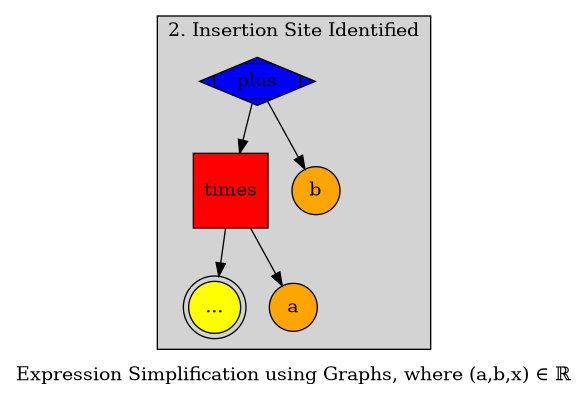 2. Insertion Site Identified
plus
times
b
...
a
Expression Simplification using Graphs, where (a,b,x) ∈ ℝ